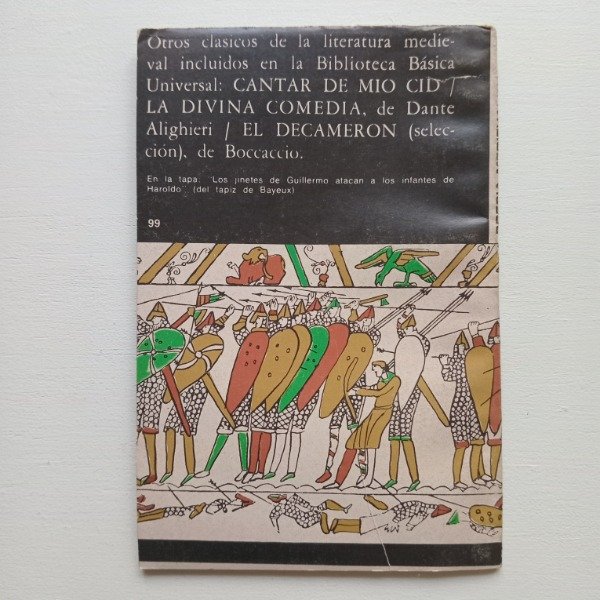 Otros clásicos de la literatura medie-
val incluidos en la Biblioteca Básica
Universal: CANTAR DE MIO CID /
LA DIVINA COMEDIA, de Dante
Alighieri / EL DECAMERON (selec-
ción), de Boccaccio.
En la tapa: "Los jinetes de Guillermo atacan a los infantes de
Haroldo". (del tapiz de Bayeux)
99